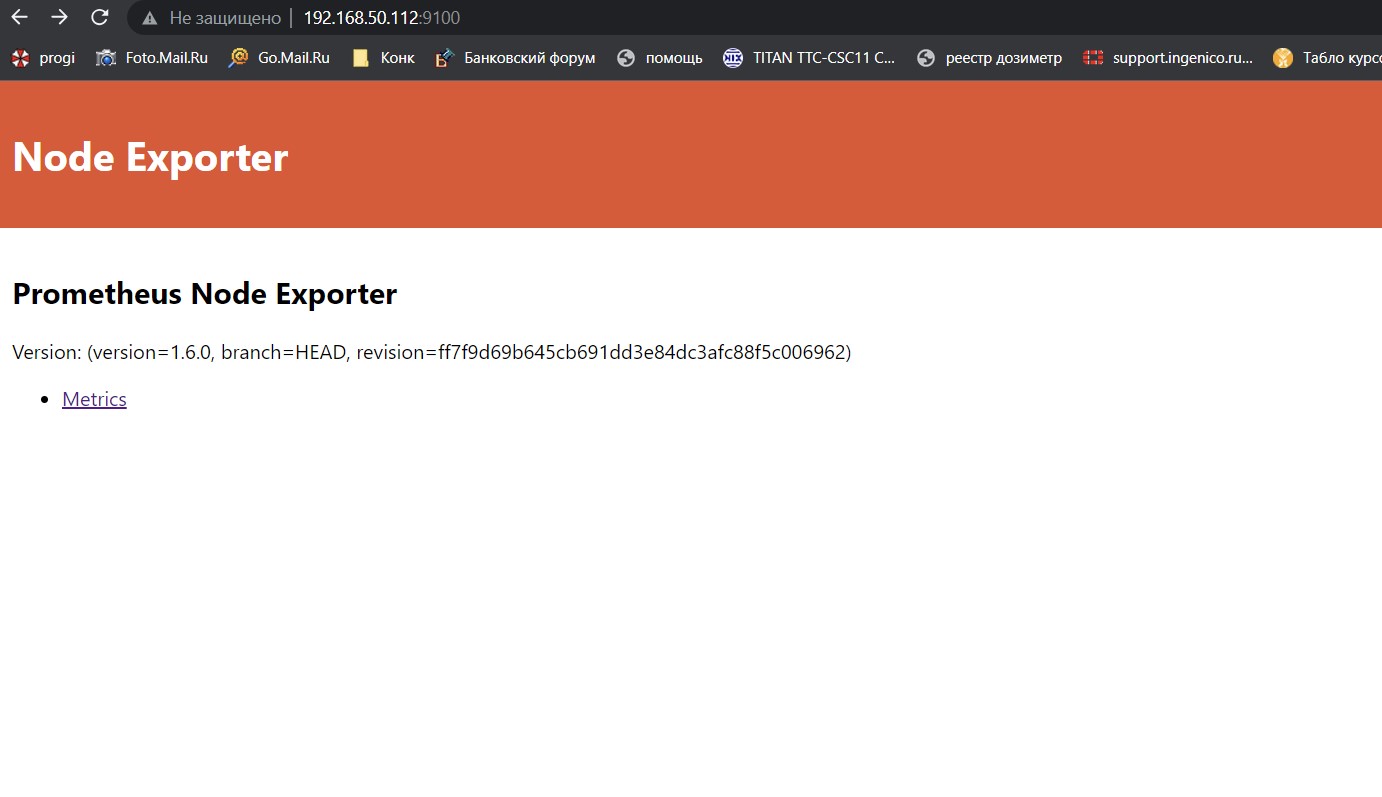 Не защищено | 192.168.50.112:9100
progi Foto.Mail.Ru Go.Mail.Ru Конк Банковский форум помощь TITAN TTC-CSC11 C... реестр дозиметр support.ingenico.ru... Табло курсо
Node Exporter
Prometheus Node Exporter
Version: (version=1.6.0, branch=HEAD, revision=ff7f9d69b645cb691dd3e84dc3afc88f5c006962)
• Metrics